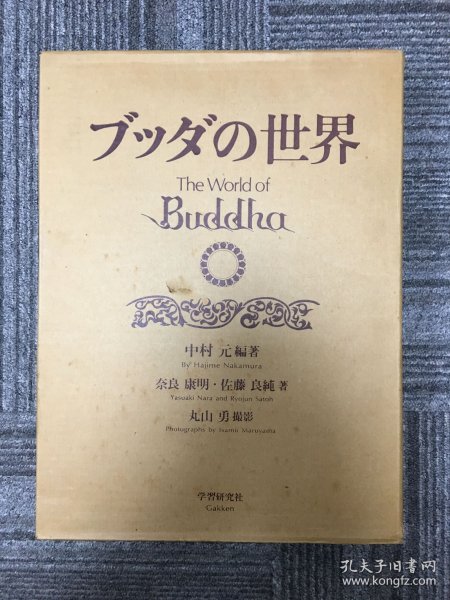 ブッダの世界
The World of
Buddha
中村 元 編著
By Hajime Nakamura
奈良 康明・佐藤 良純 著
Yasuaki Nara and Ryojun Satoh
丸山 勇 撮影
Photographs by Isamu Maruyama
学習研究社
Gakken
孔夫子旧书网
www.kongfz.com